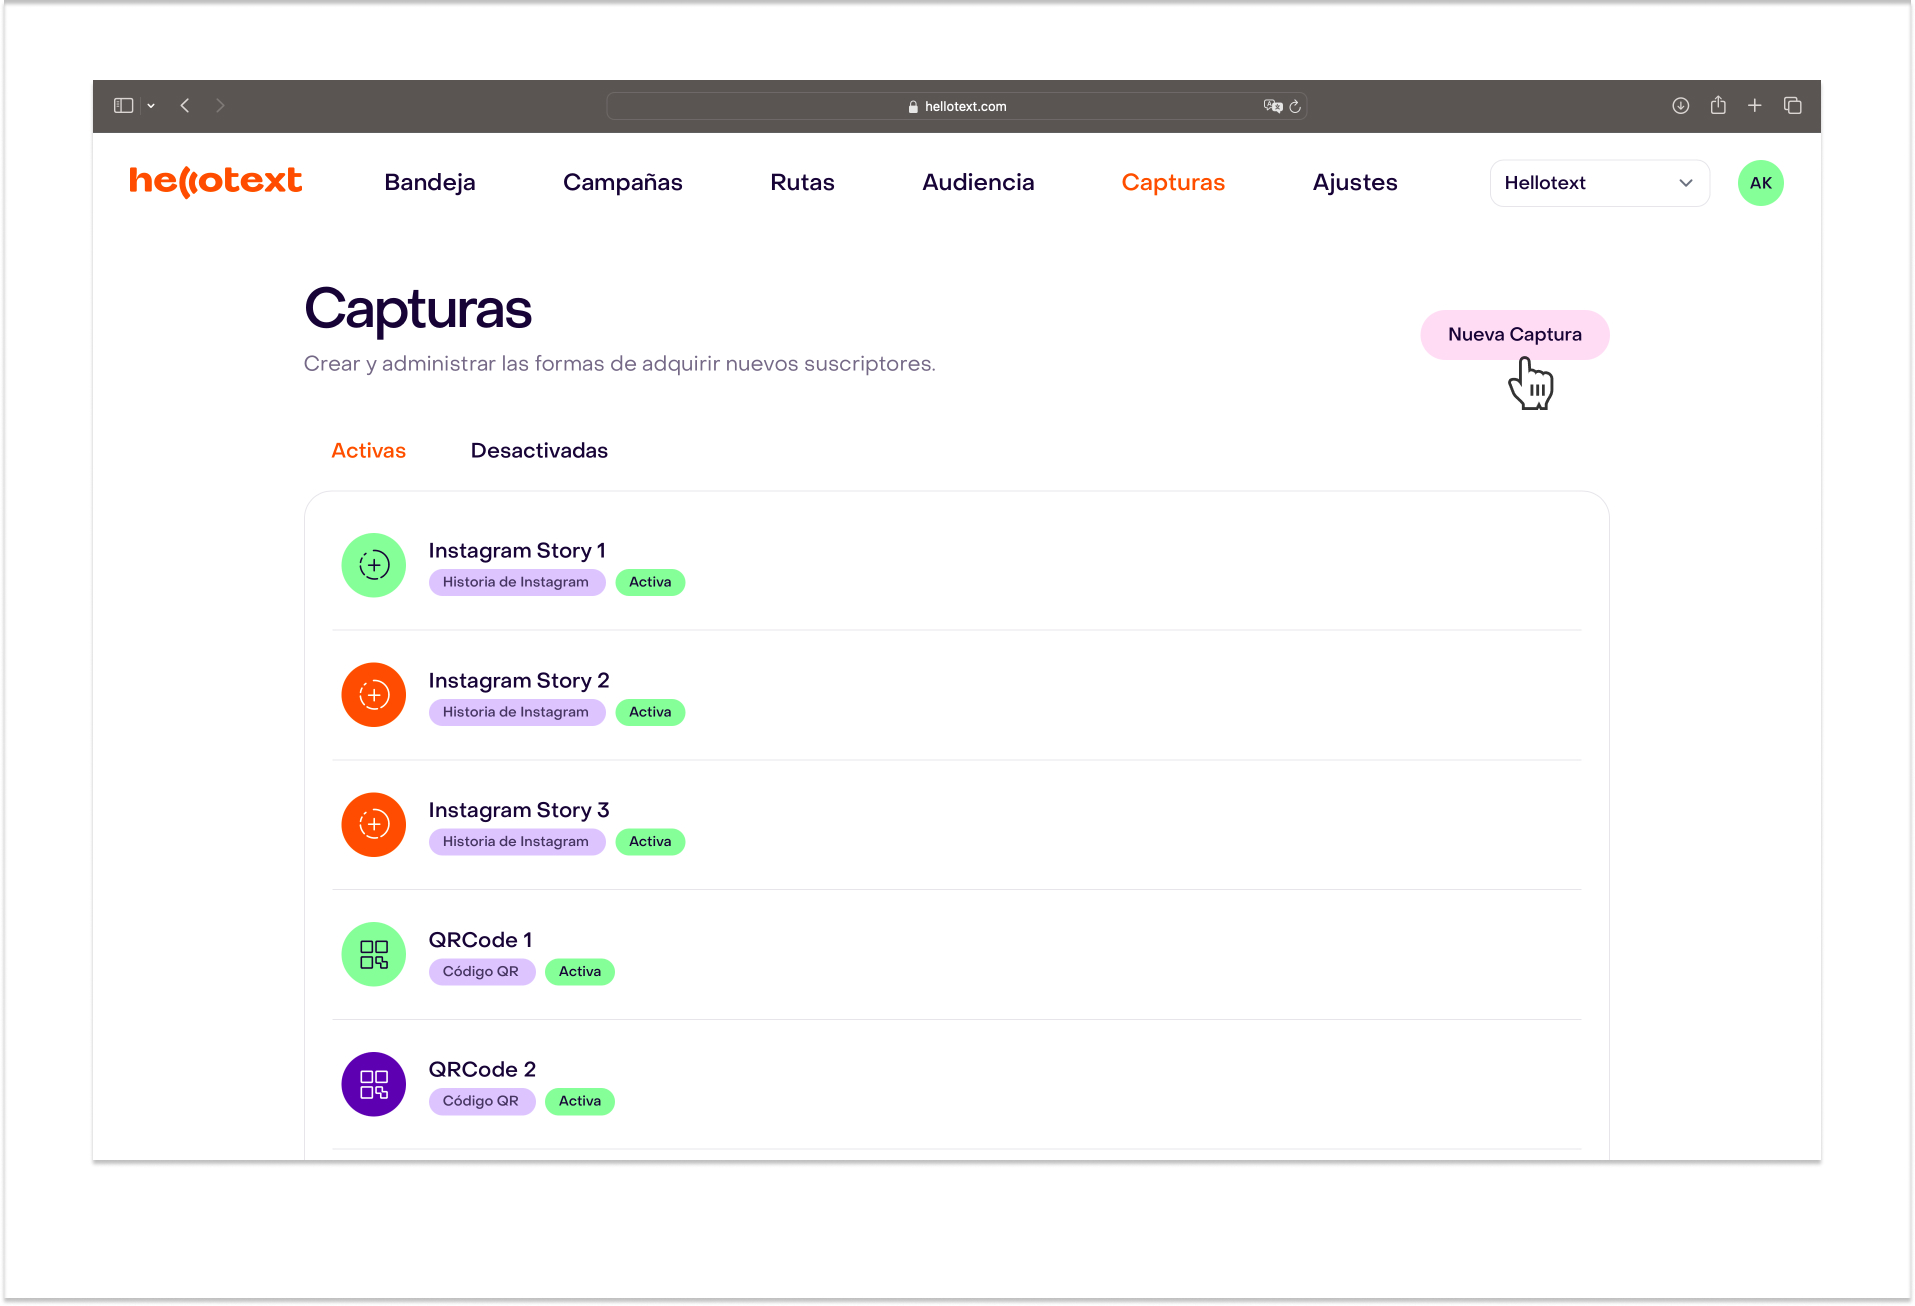 hellotext.com
hellotext Bandeja Campañas Rutas Audiencia Capturas Ajustes Hellotext AK
Capturas
Nueva Captura
Crear y administrar las formas de adquirir nuevos suscriptores.
Activas Desactivadas
Instagram Story 1
Historia de Instagram Activa
Instagram Story 2
Historia de Instagram Activa
Instagram Story 3
Historia de Instagram Activa
QRCode 1
Código QR Activa
QRCode 2
Código QR Activa